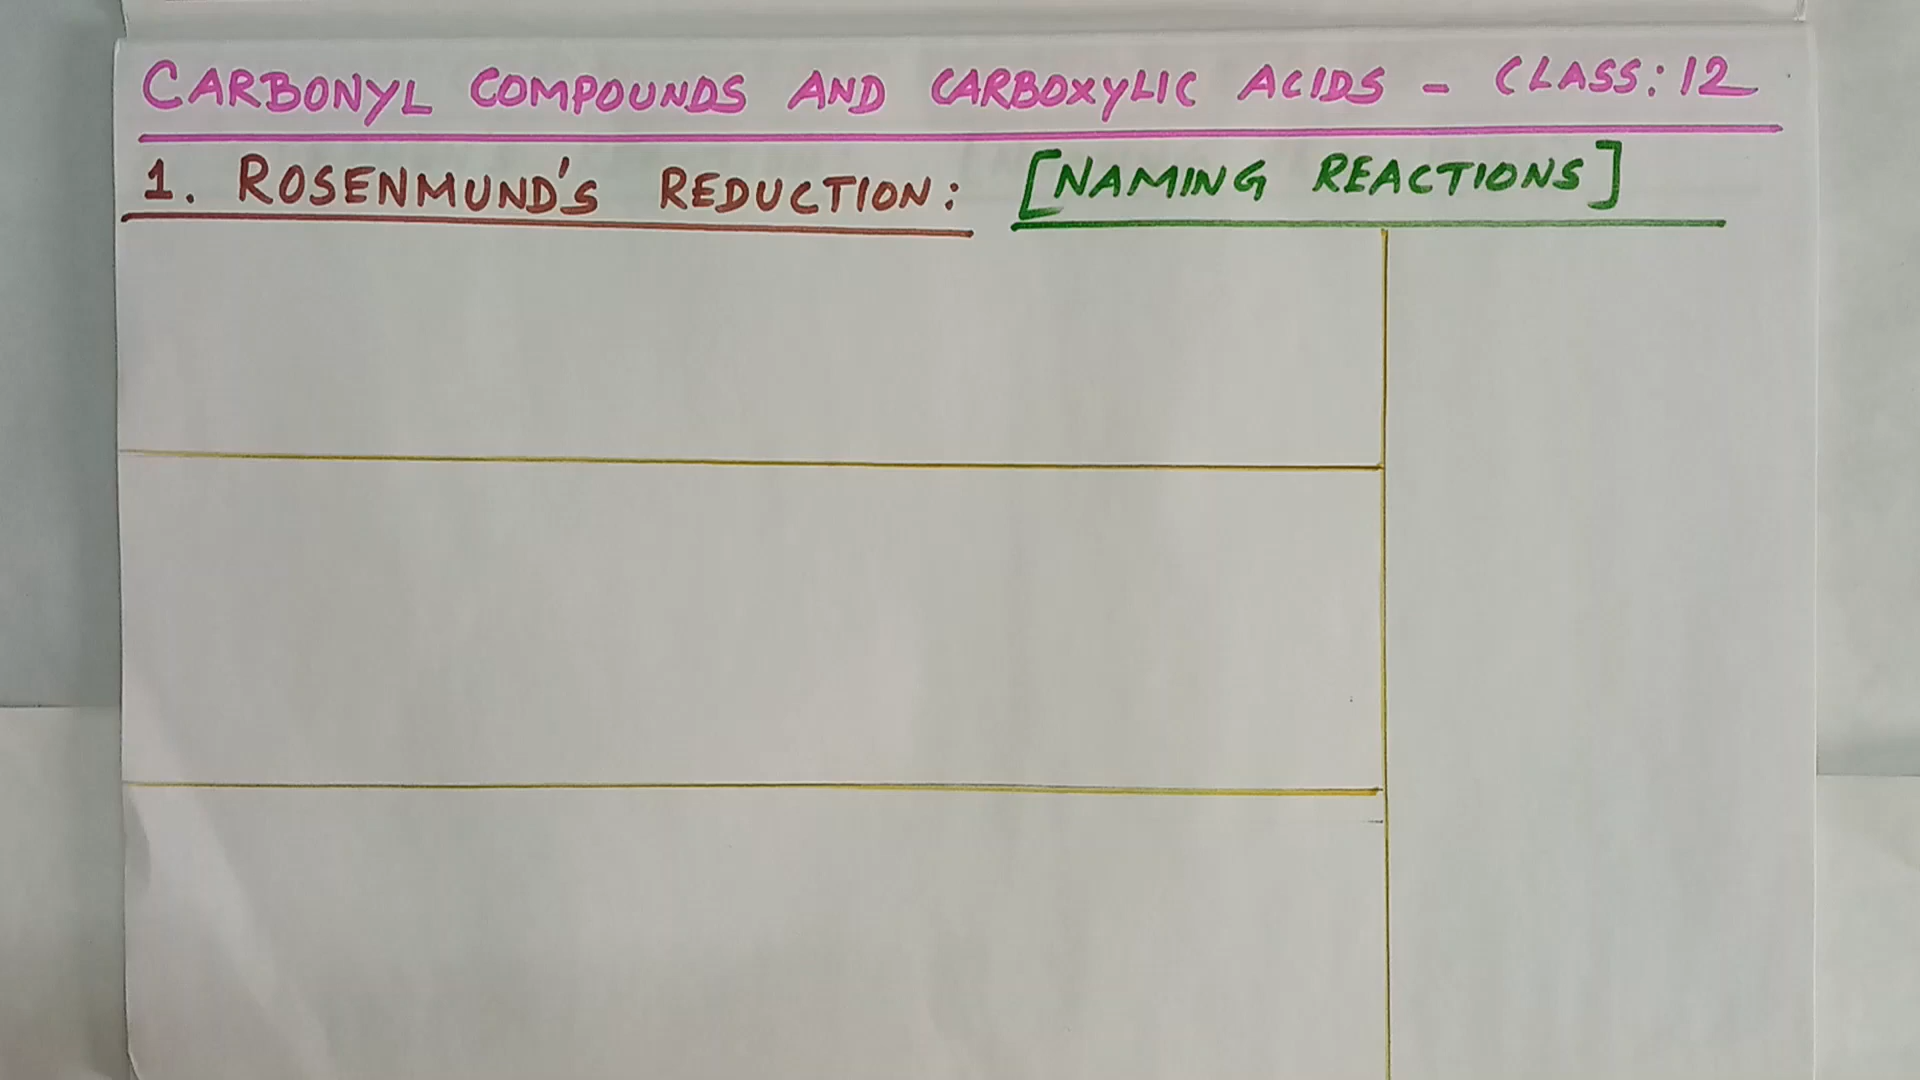 CARBONYL COMPOUNDS AND CARBOXYLIC ACIDS - CLASS: 12
1. ROSENMUND'S REDUCTION: [NAMING REACTIONS]